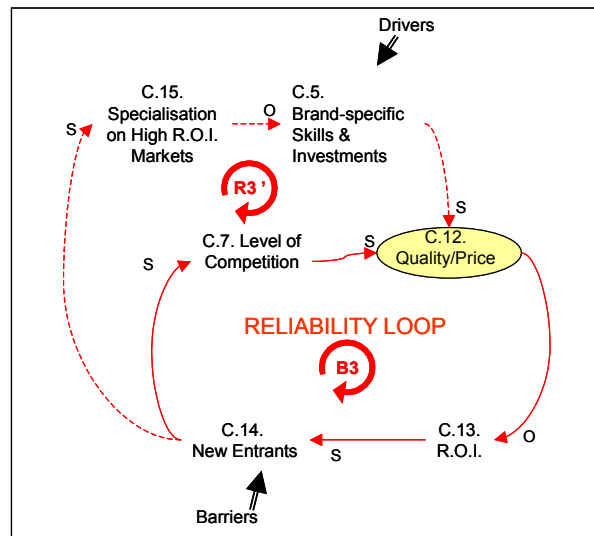 Drivers
C.15.
Specialisation
on High R.O.I.
Markets
S
O
C.5.
Brand-specific
Skills &
Investments
R3 '
S
C.7. Level of
Competition
S
S
C.12.
Quality/Price
RELIABILITY LOOP
B3
C.14.
New Entrants
S
C.13.
R.O.I.
O
Barriers